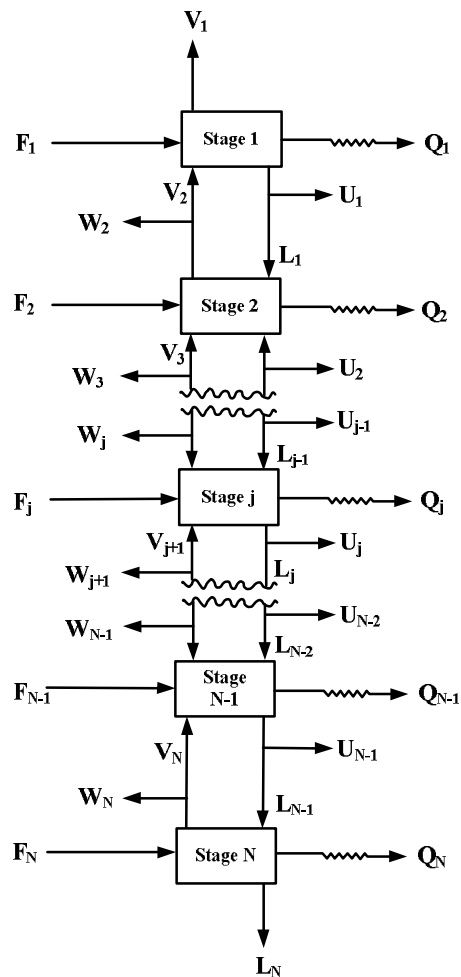 V1
F1 Stage 1 Q1
V2 U1
W2
L1
F2 Stage 2 Q2
V3
W3 U2
Wj Uj-1
Lj-1
Fj Stage j Qj
Vj+1 Uj
Wj+1 Lj
WN-1 UN-2
LN-2
FN-1 Stage N-1 QN-1
VN UN-1
WN LN-1
FN Stage N QN
LN